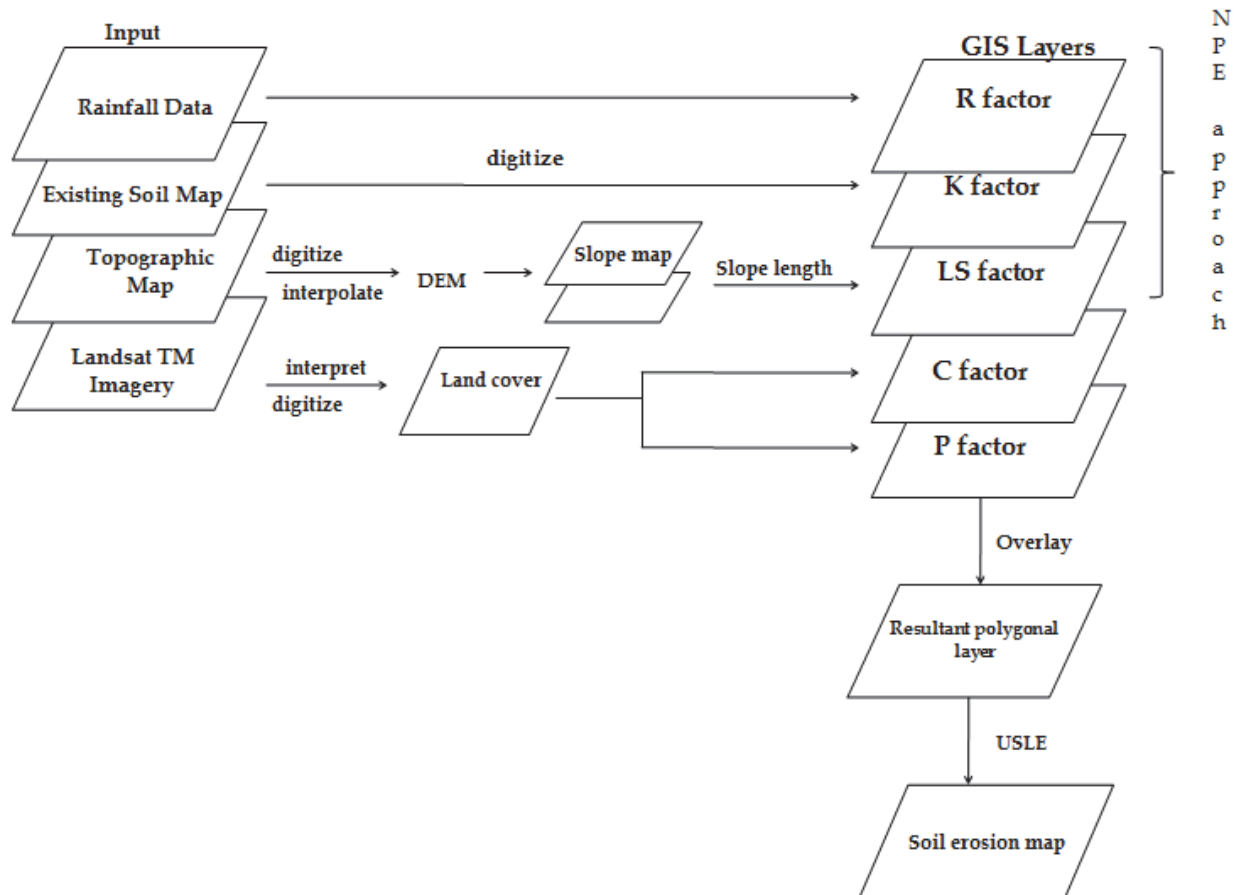 Input
GIS Layers
Rainfall Data
R factor
Existing Soil Map
digitize
K factor
Topographic
Map
digitize
interpolate
DEM
Slope map
Slope length
LS factor
Landsat TM
Imagery
interpret
digitize
Land cover
C factor
P factor
N
P
E
a
p
p
r
o
a
c
h
Overlay
Resultant polygonal
layer
USLE
Soil erosion map